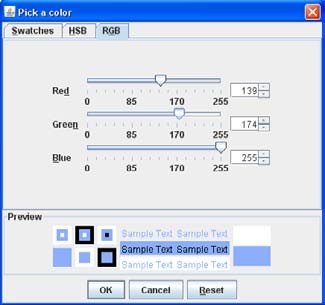 Pick a color
Swatches HSB RGB
Red 139
0 85 170 255
Green 174
0 85 170 255
Blue 255
0 85 170 255
Preview
Sample Text Sample Text
Sample Text Sample Text
Sample Text Sample Text
OK Cancel Reset